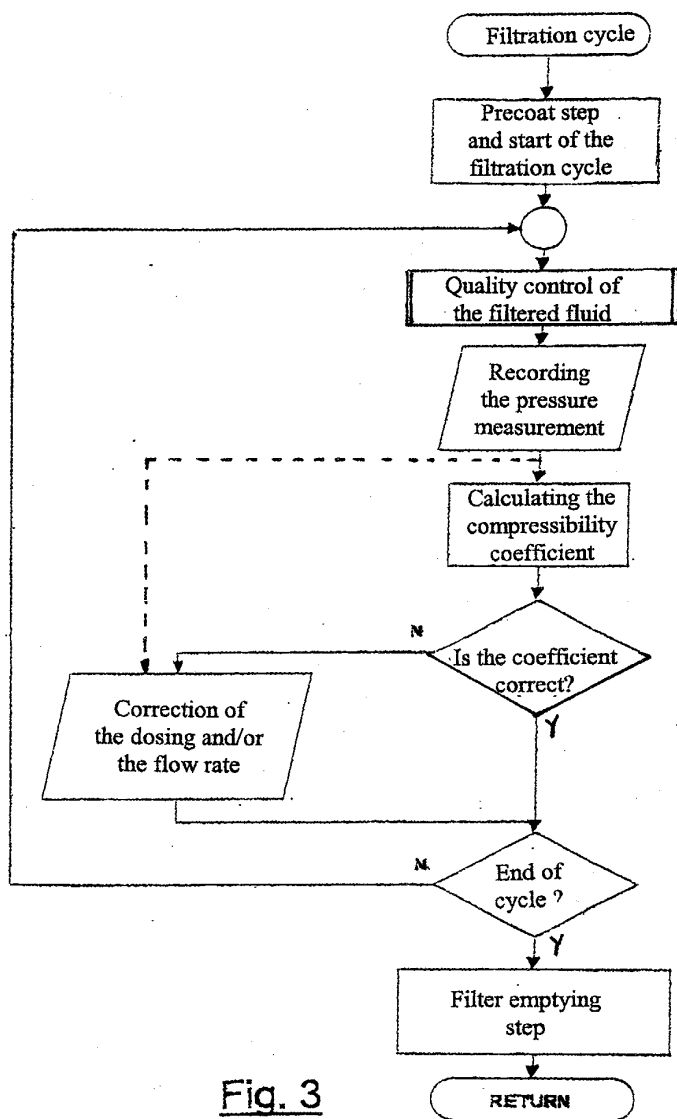 Filtration cycle
Precoat step
and start of the
filtration cycle
Quality control of
the filtered fluid
Recording
the pressure
measurement
Calculating the
compressibility
coefficient
N
Is the coefficient
correct?
Y
Correction of
the dosing and/or
the flow rate
N
End of
cycle ?
Y
Filter emptying
step
RETURN
Fig. 3